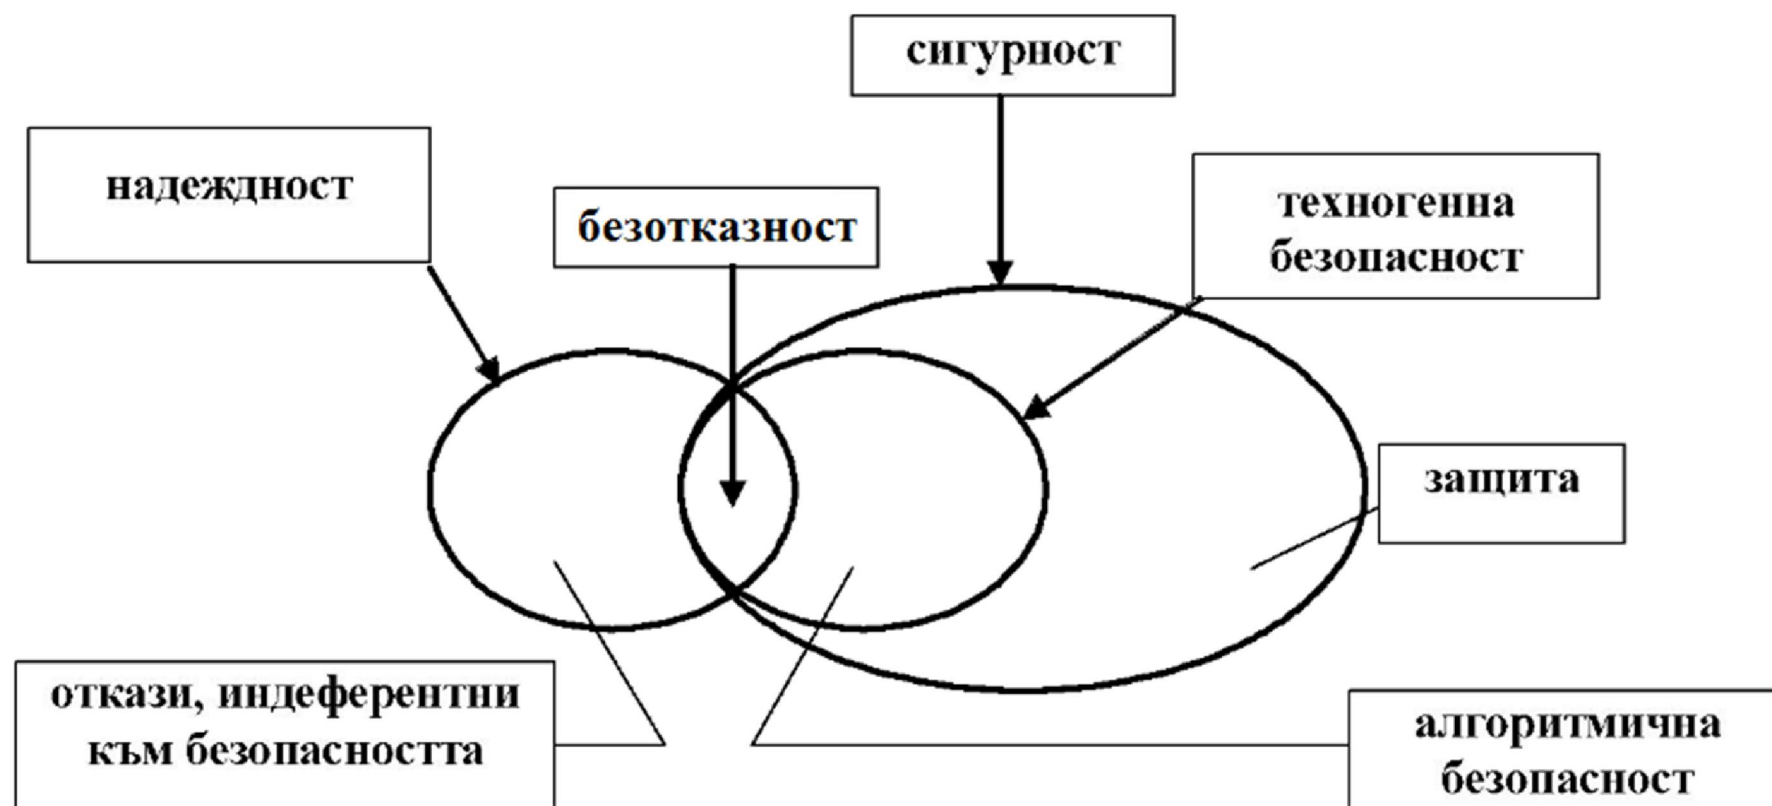 сигурност
надеждност
безотказност
техногенна
безопасност
защита
откази, индеферентни
към безопасността
алгоритмична
безопасност